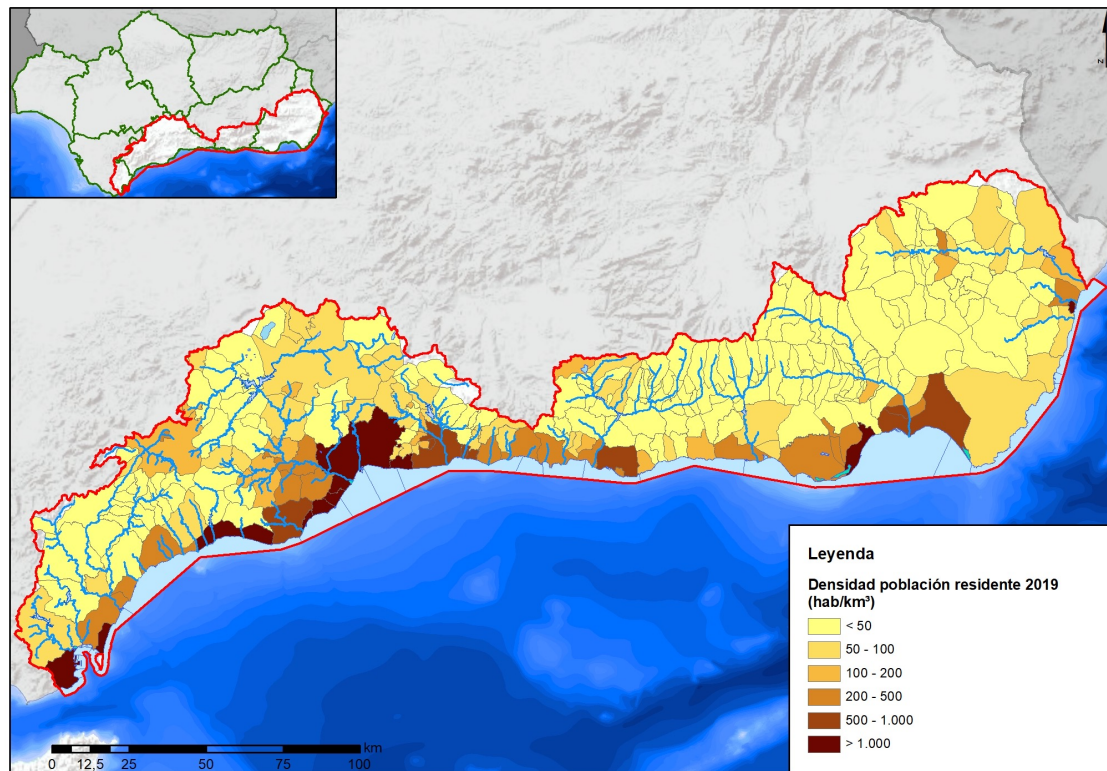 N
Leyenda
Densidad población residente 2019
(hab/km³)
< 50
50 - 100
100 - 200
200 - 500
500 - 1.000
> 1.000
km
0 12,5 25 50 75 100